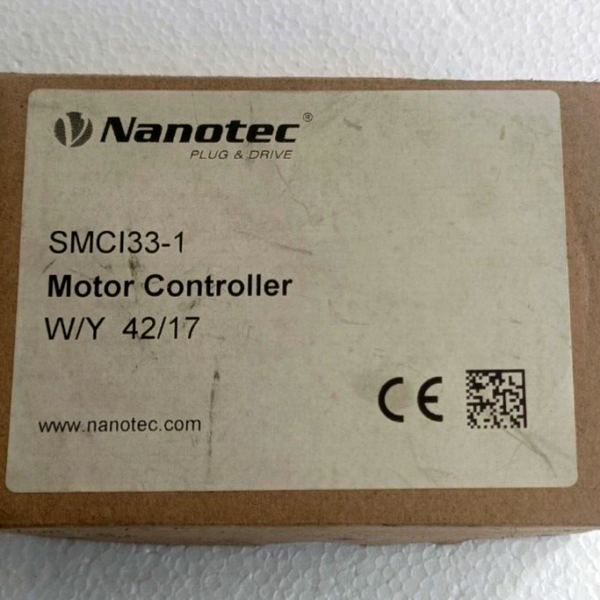 Nanotec®
PLUG & DRIVE
SMCI33-1
Motor Controller
W/Y 42/17
www.nanotec.com
CE